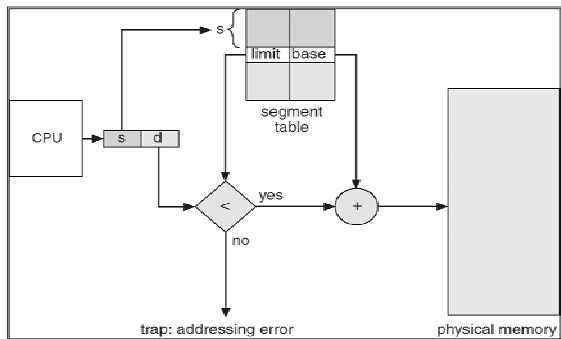 s
limit base
segment
table
CPU
s d
<
yes
+
no
trap: addressing error
physical memory